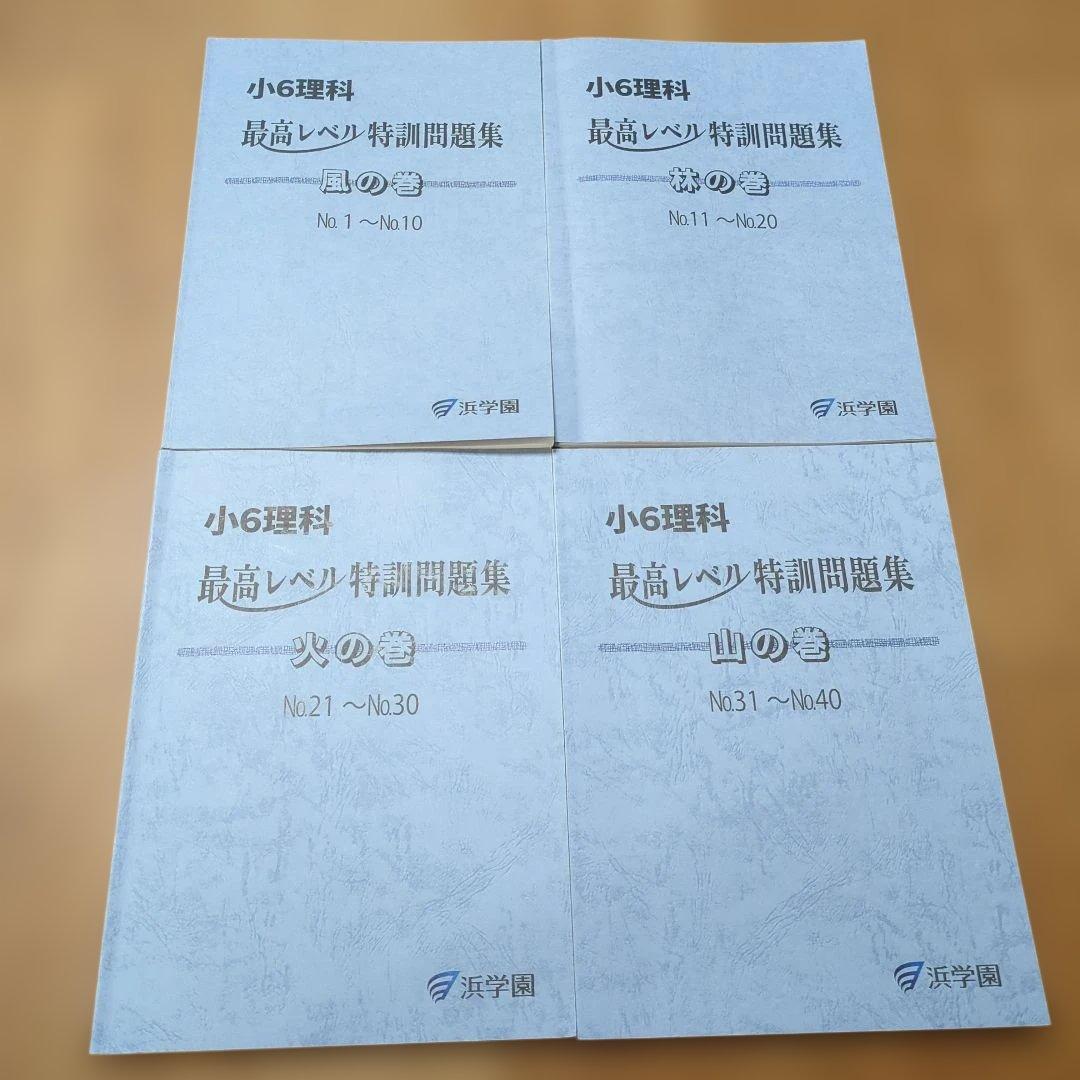 小6理科
最高レベル特訓問題集
風の巻
No.1～No.10
浜学園
小6理科
最高レベル特訓問題集
林の巻
No.11～No.20
浜学園
小6理科
最高レベル特訓問題集
火の巻
No.21～No.30
浜学園
小6理科
最高レベル特訓問題集
山の巻
No.31～No.40
浜学園